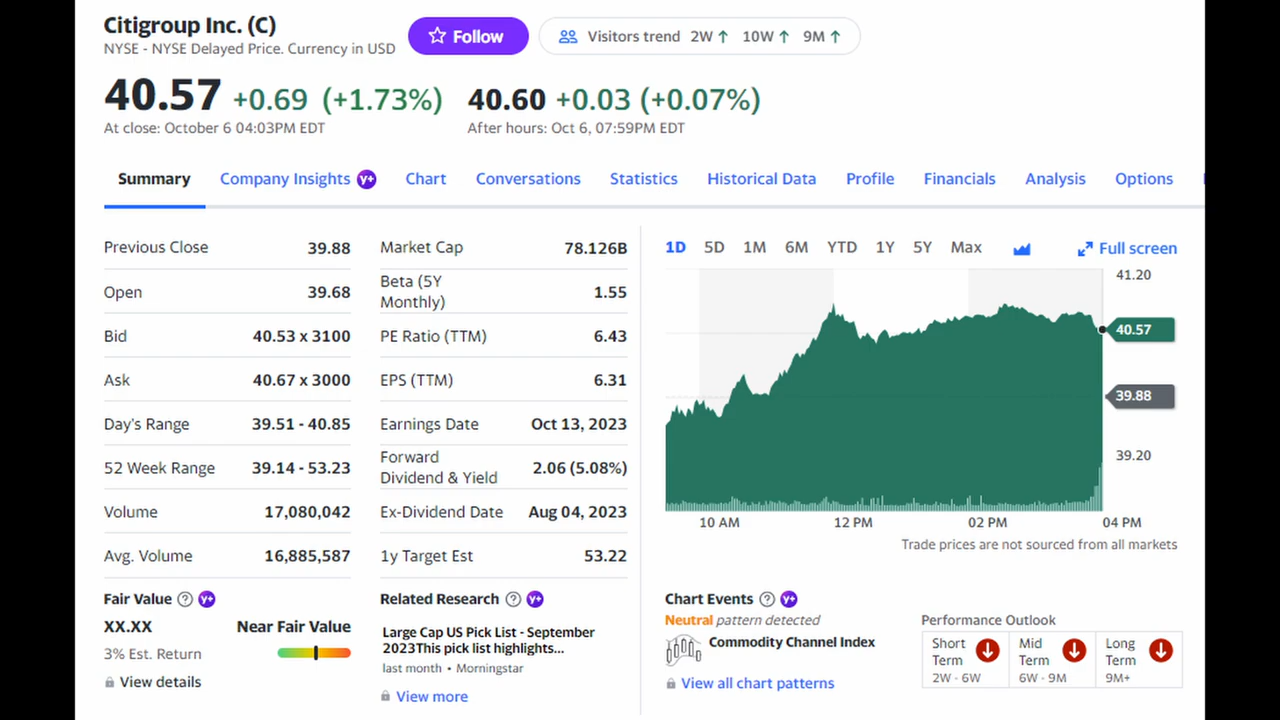 Citigroup Inc. (C)
NYSE - NYSE Delayed Price. Currency in USD
Follow
Visitors trend 2W↑ 10W↑ 9M↑
40.57 +0.69 (+1.73%)
At close: October 6 04:03PM EDT
40.60 +0.03 (+0.07%)
After hours: Oct 6, 07:59PM EDT
Summary
Company Insights y+
Chart
Conversations
Statistics
Historical Data
Profile
Financials
Analysis
Options
Previous Close 39.88
Open 39.68
Bid 40.53 x 3100
Ask 40.67 x 3000
Day's Range 39.51 - 40.85
52 Week Range 39.14 - 53.23
Volume 17,080,042
Avg. Volume 16,885,587
Market Cap 78.126B
Beta (5Y
Monthly) 1.55
PE Ratio (TTM) 6.43
EPS (TTM) 6.31
Earnings Date Oct 13, 2023
Forward
Dividend & Yield 2.06 (5.08%)
Ex-Dividend Date Aug 04, 2023
1y Target Est 53.22
1D 5D 1M 6M YTD 1Y 5Y Max
Full screen
41.20
40.57
39.88
39.20
10 AM 12 PM 02 PM 04 PM
Trade prices are not sourced from all markets
Fair Value ? y+
XX.XX Near Fair Value
3% Est. Return
View details
Related Research ? y+
Large Cap US Pick List - September
2023This pick list highlights...
last month • Morningstar
View more
Chart Events ? y+
Neutral pattern detected
Commodity Channel Index
View all chart patterns
Performance Outlook
Short
Term
2W - 6W
Mid
Term
6W - 9M
Long
Term
9M+